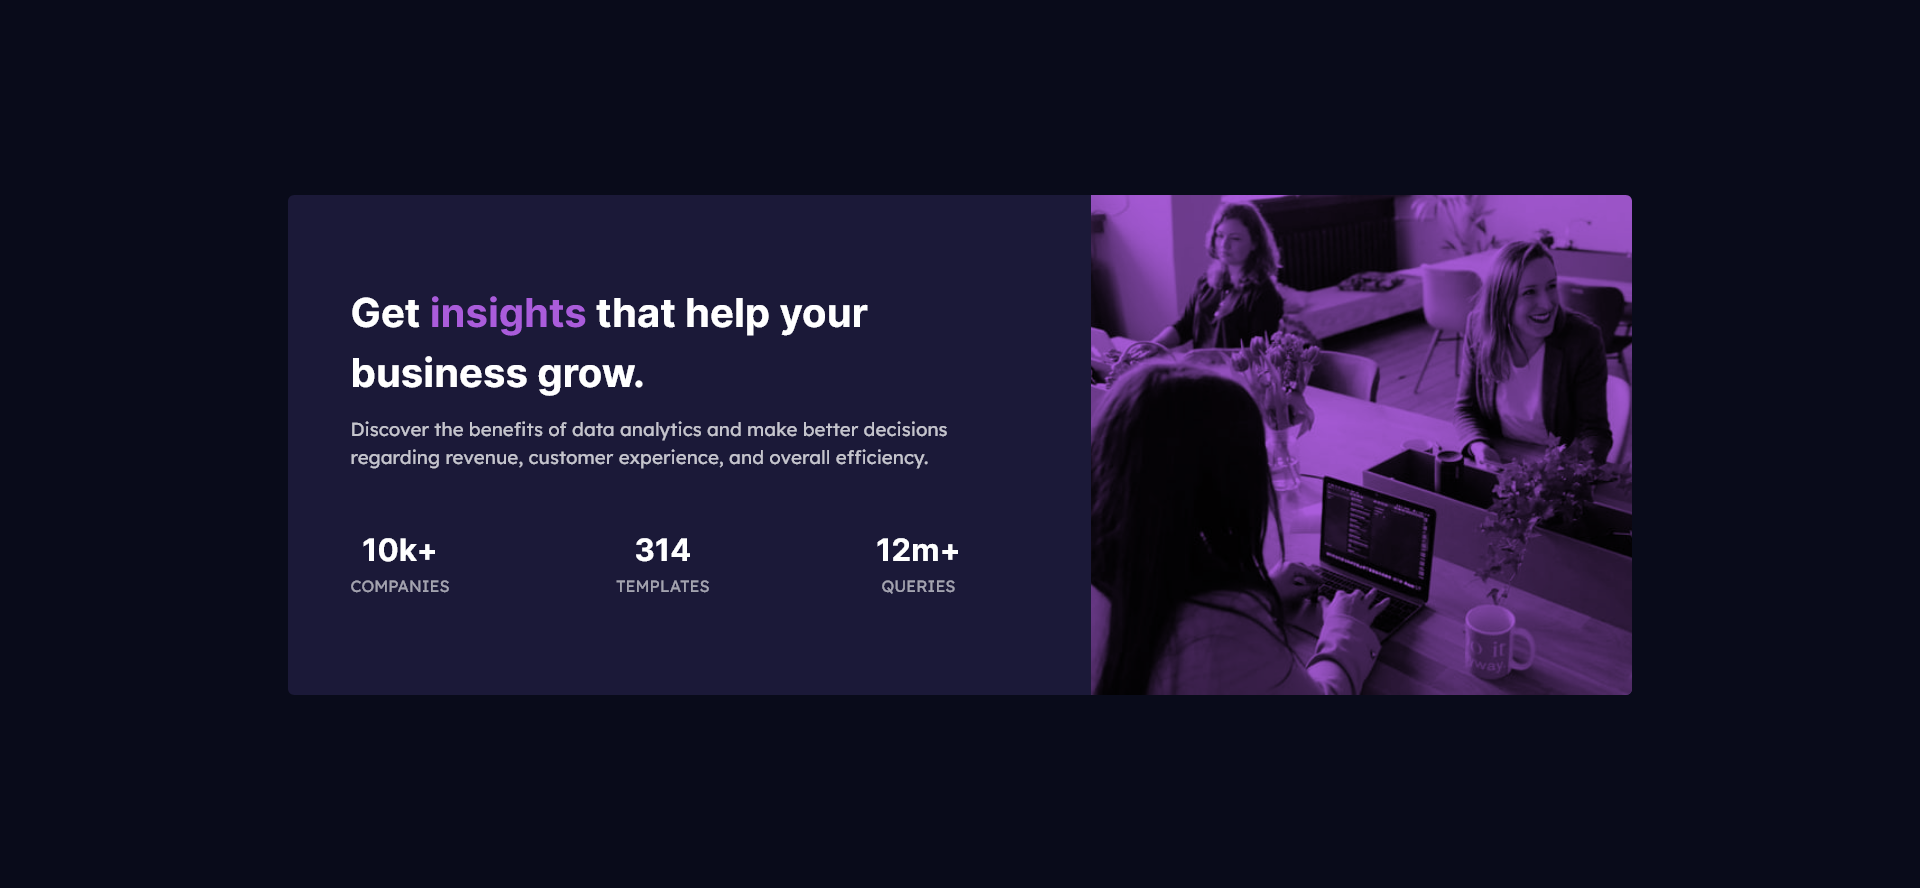 Get insights that help your
business grow.
Discover the benefits of data analytics and make better decisions
regarding revenue, customer experience, and overall efficiency.
10k+ 314 12m+
COMPANIES TEMPLATES QUERIES